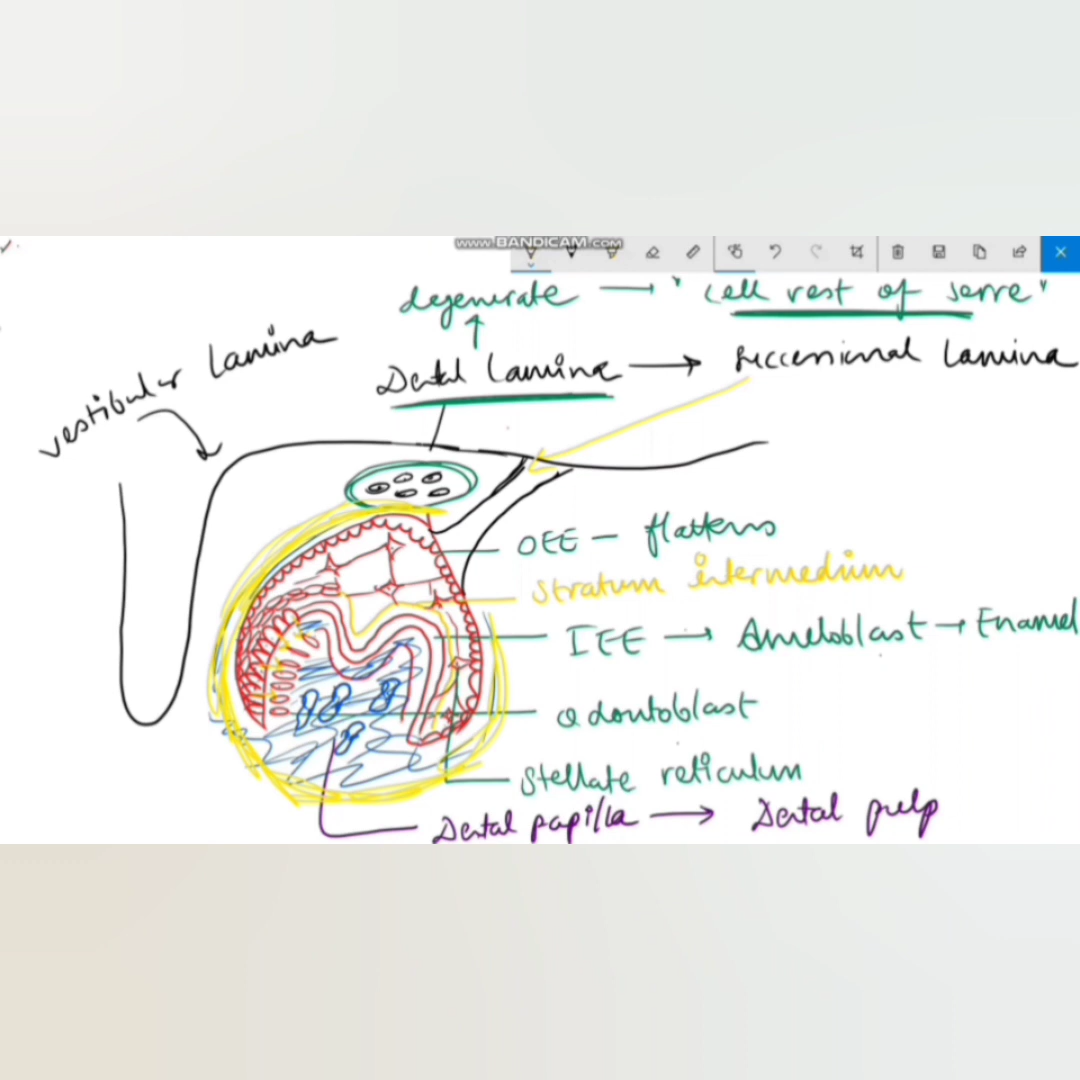 www.BANDICAM.com
degenerate → "cell rest of serre"
vestibular Lamina
Dental Lamina → successional Lamina
OEE - flattens
stratum intermedium
IEE → Ameloblast → Enamel
odontoblast
stellate reticulum
Dental papilla → Dental pulp